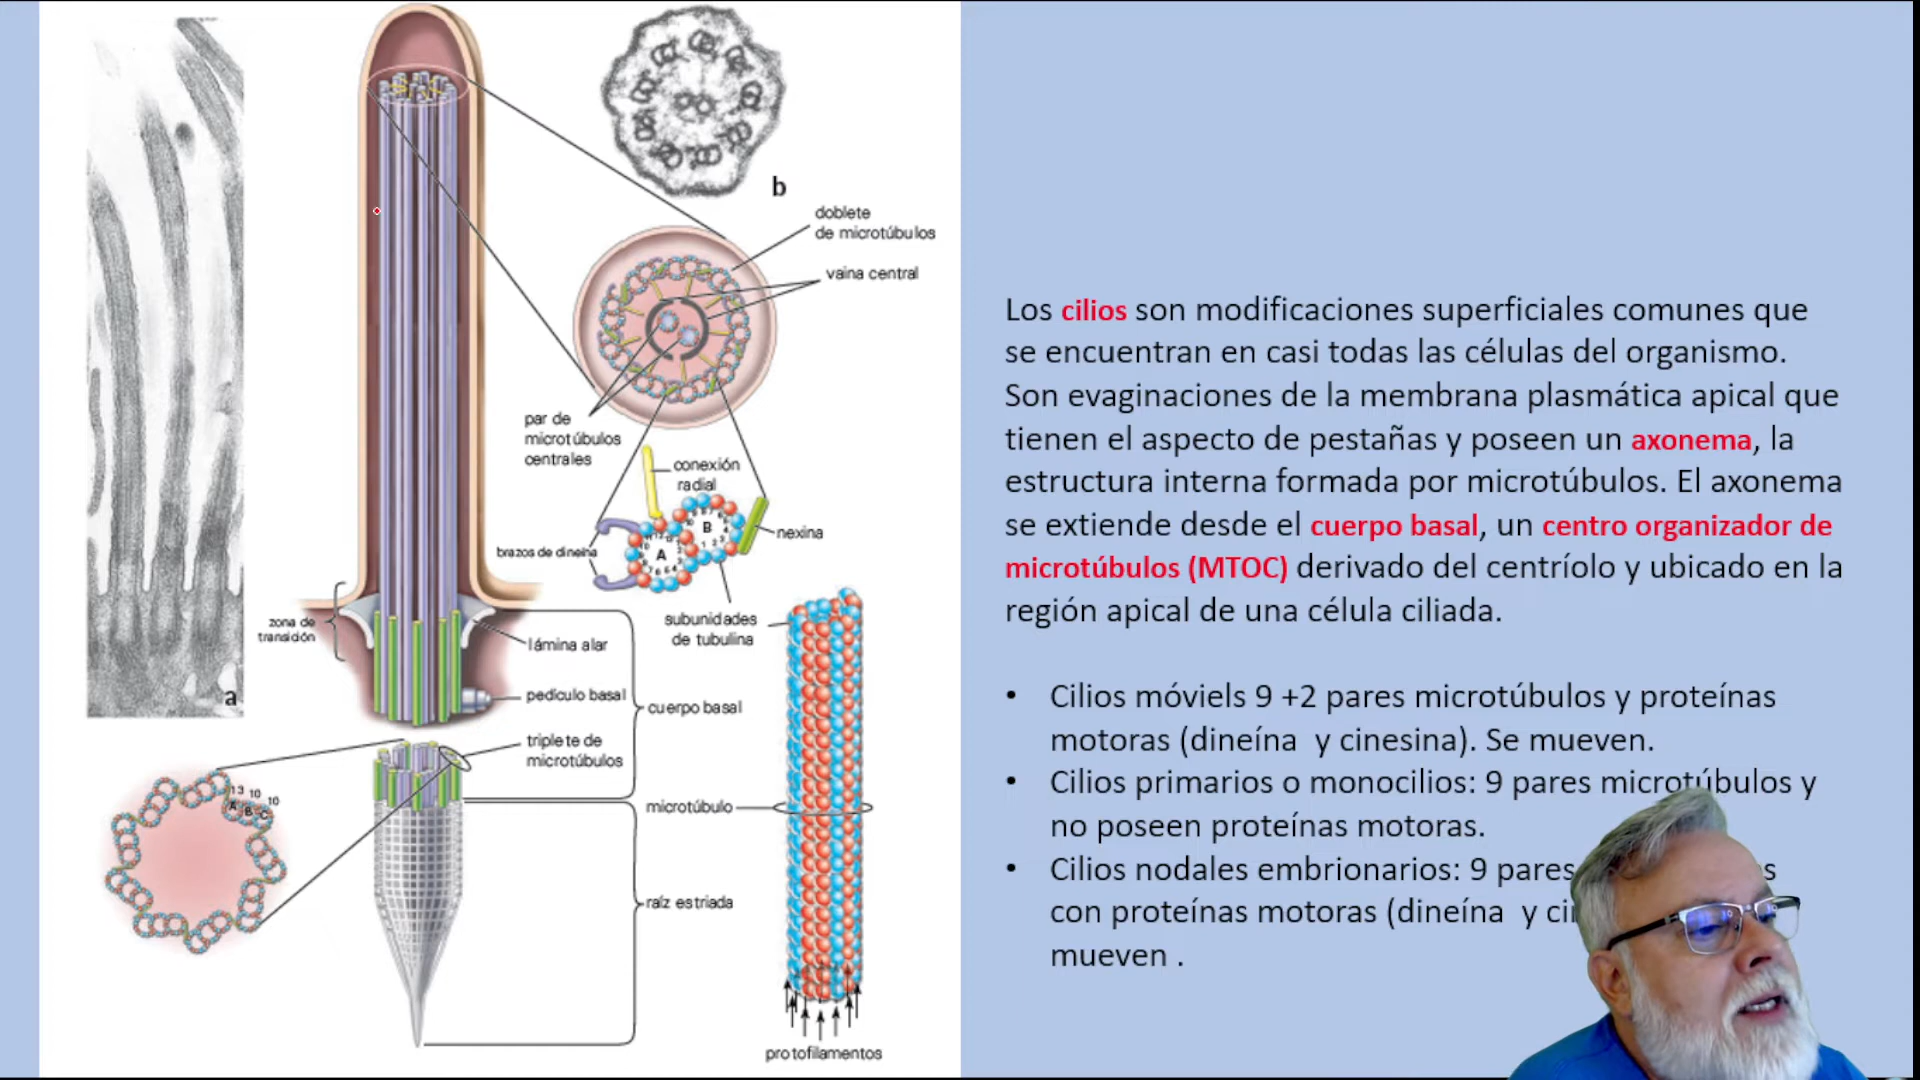 b
doblete
de microtúbulos
vaina central
par de
microtúbulos
centrales
conexión
radial
B
A
nexina
brazos de dineína
subunidades
de tubulina
zona de
transición
lámina alar
pedículo basal
cuerpo basal
a
triplete de
microtúbulos
13 10 10
A B C
microtúbulo
raíz estriada
protofilamentos
Los cilios son modificaciones superficiales comunes que
se encuentran en casi todas las células del organismo.
Son evaginaciones de la membrana plasmática apical que
tienen el aspecto de pestañas y poseen un axonema, la
estructura interna formada por microtúbulos. El axonema
se extiende desde el cuerpo basal, un centro organizador de
microtúbulos (MTOC) derivado del centríolo y ubicado en la
región apical de una célula ciliada.
• Cilios móviels 9 +2 pares microtúbulos y proteínas
motoras (dineína y cinesina). Se mueven.
• Cilios primarios o monocilios: 9 pares microtúbulos y
no poseen proteínas motoras.
• Cilios nodales embrionarios: 9 pares
con proteínas motoras (dineína y
mueven .